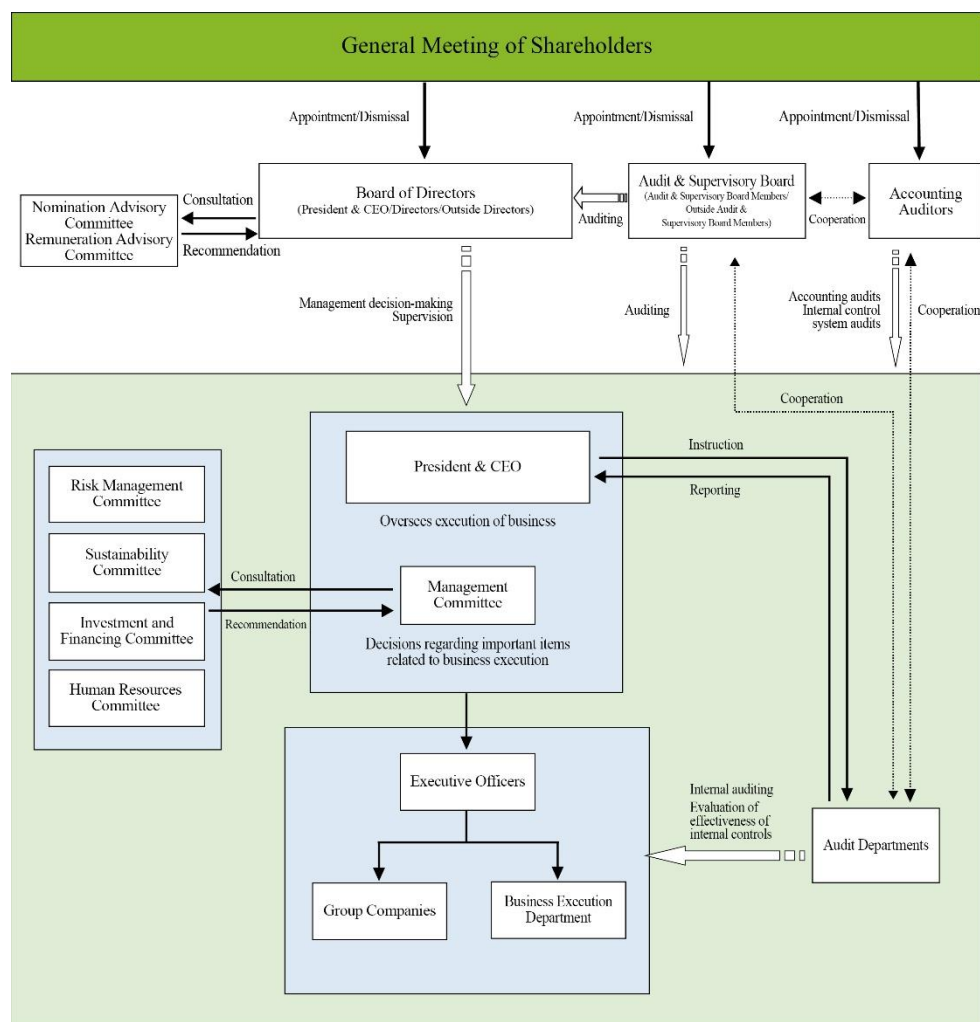 General Meeting of Shareholders
Appointment/Dismissal
Appointment/Dismissal
Appointment/Dismissal
Board of Directors
(President & CEO/Directors/Outside Directors)
Audit & Supervisory Board
(Audit & Supervisory Board Members/
Outside Audit &
Supervisory Board Members)
Accounting
Auditors
Nomination Advisory
Committee
Remuneration Advisory
Committee
Consultation
Recommendation
Auditing
Cooperation
Management decision-making
Supervision
Auditing
Accounting audits
Internal control
system audits
Cooperation
Cooperation
President & CEO
Oversees execution of business
Instruction
Reporting
Risk Management
Committee
Sustainability
Committee
Investment and
Financing Committee
Human Resources
Committee
Consultation
Recommendation
Management
Committee
Decisions regarding important items
related to business execution
Executive Officers
Group Companies
Business Execution
Department
Internal auditing
Evaluation of
effectiveness of
internal controls
Audit Departments